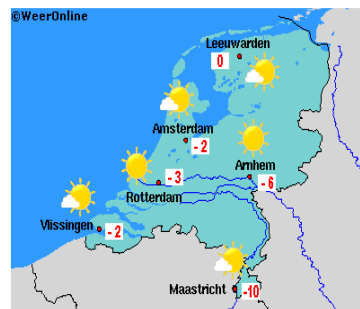 ©WeerOnline
Leeuwarden
0
Amsterdam
- 2
Arnhem
- 3
- 6
Rotterdam
Vlissingen
- 2
Maastricht
-10